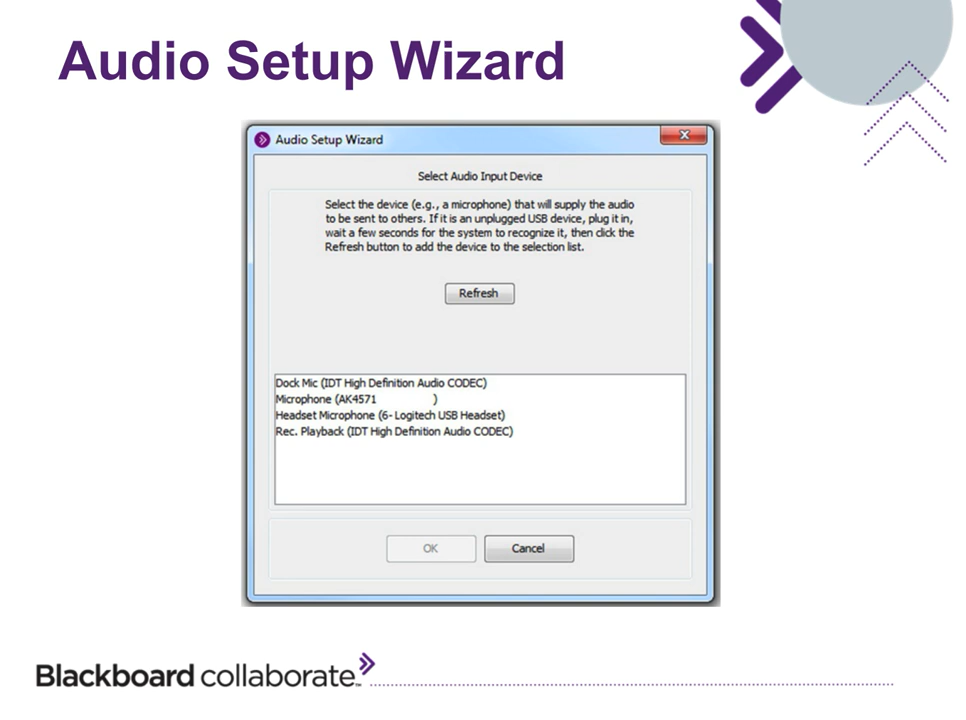 Audio Setup Wizard
Audio Setup Wizard
Select Audio Input Device
Select the device (e.g., a microphone) that will supply the audio
to be sent to others. If it is an unplugged USB device, plug it in,
wait a few seconds for the system to recognize it, then click the
Refresh button to add the device to the selection list.
Refresh
Dock Mic (IDT High Definition Audio CODEC)
Microphone (AK4571 )
Headset Microphone (6- Logitech USB Headset)
Rec. Playback (IDT High Definition Audio CODEC)
OK Cancel
Blackboard collaborate™